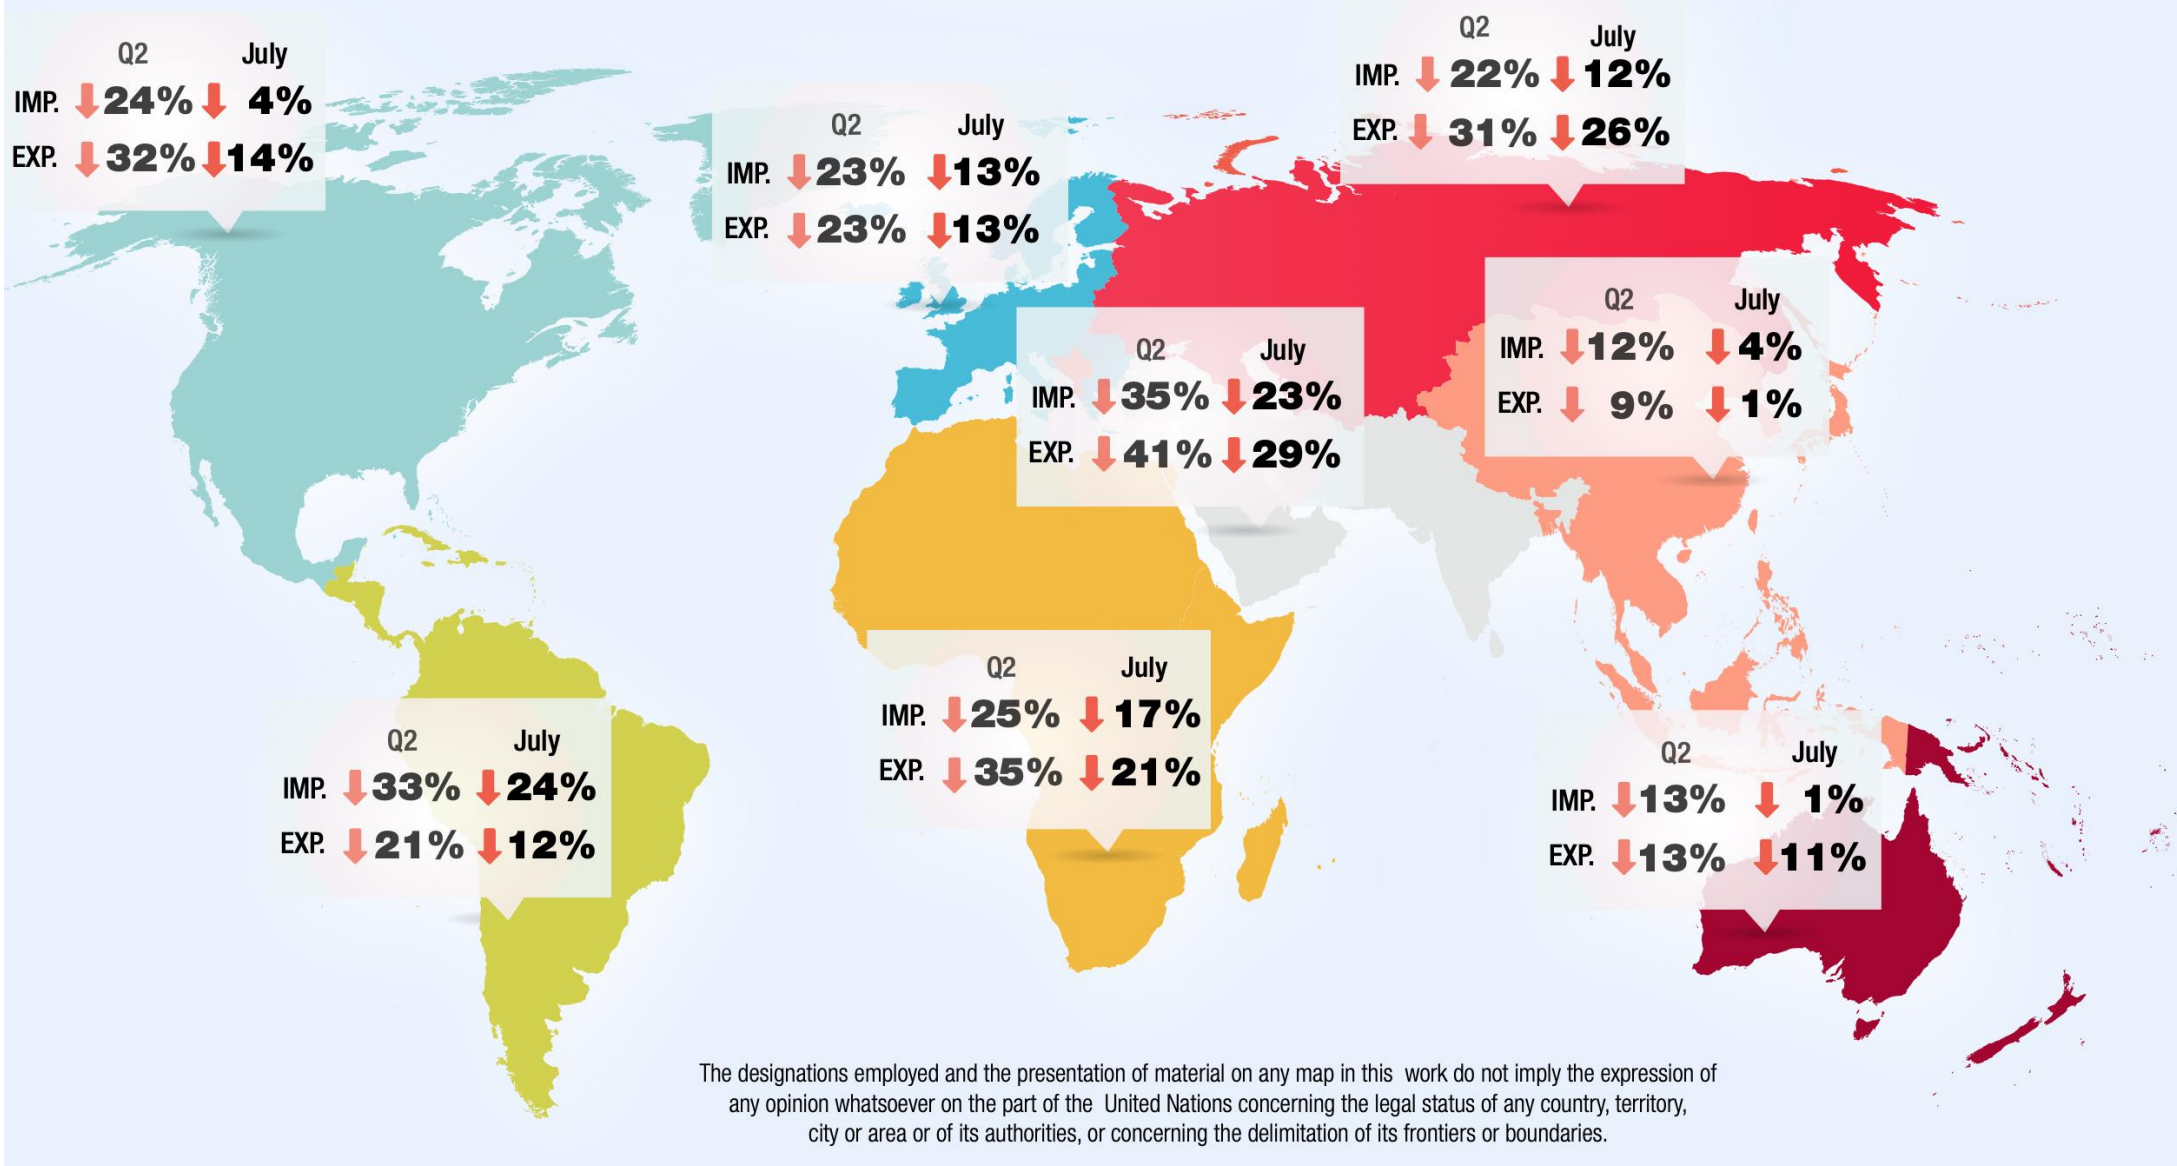 Q2 July
IMP. 24% 4%
EXP. 32% 14%
Q2 July
IMP. 23% 13%
EXP. 23% 13%
Q2 July
IMP. 22% 12%
EXP. 31% 26%
Q2 July
IMP. 35% 23%
EXP. 41% 29%
Q2 July
IMP. 12% 4%
EXP. 9% 1%
Q2 July
IMP. 33% 24%
EXP. 21% 12%
Q2 July
IMP. 25% 17%
EXP. 35% 21%
Q2 July
IMP. 13% 1%
EXP. 13% 11%
The designations employed and the presentation of material on any map in this work do not imply the expression of
any opinion whatsoever on the part of the United Nations concerning the legal status of any country, territory,
city or area or of its authorities, or concerning the delimitation of its frontiers or boundaries.